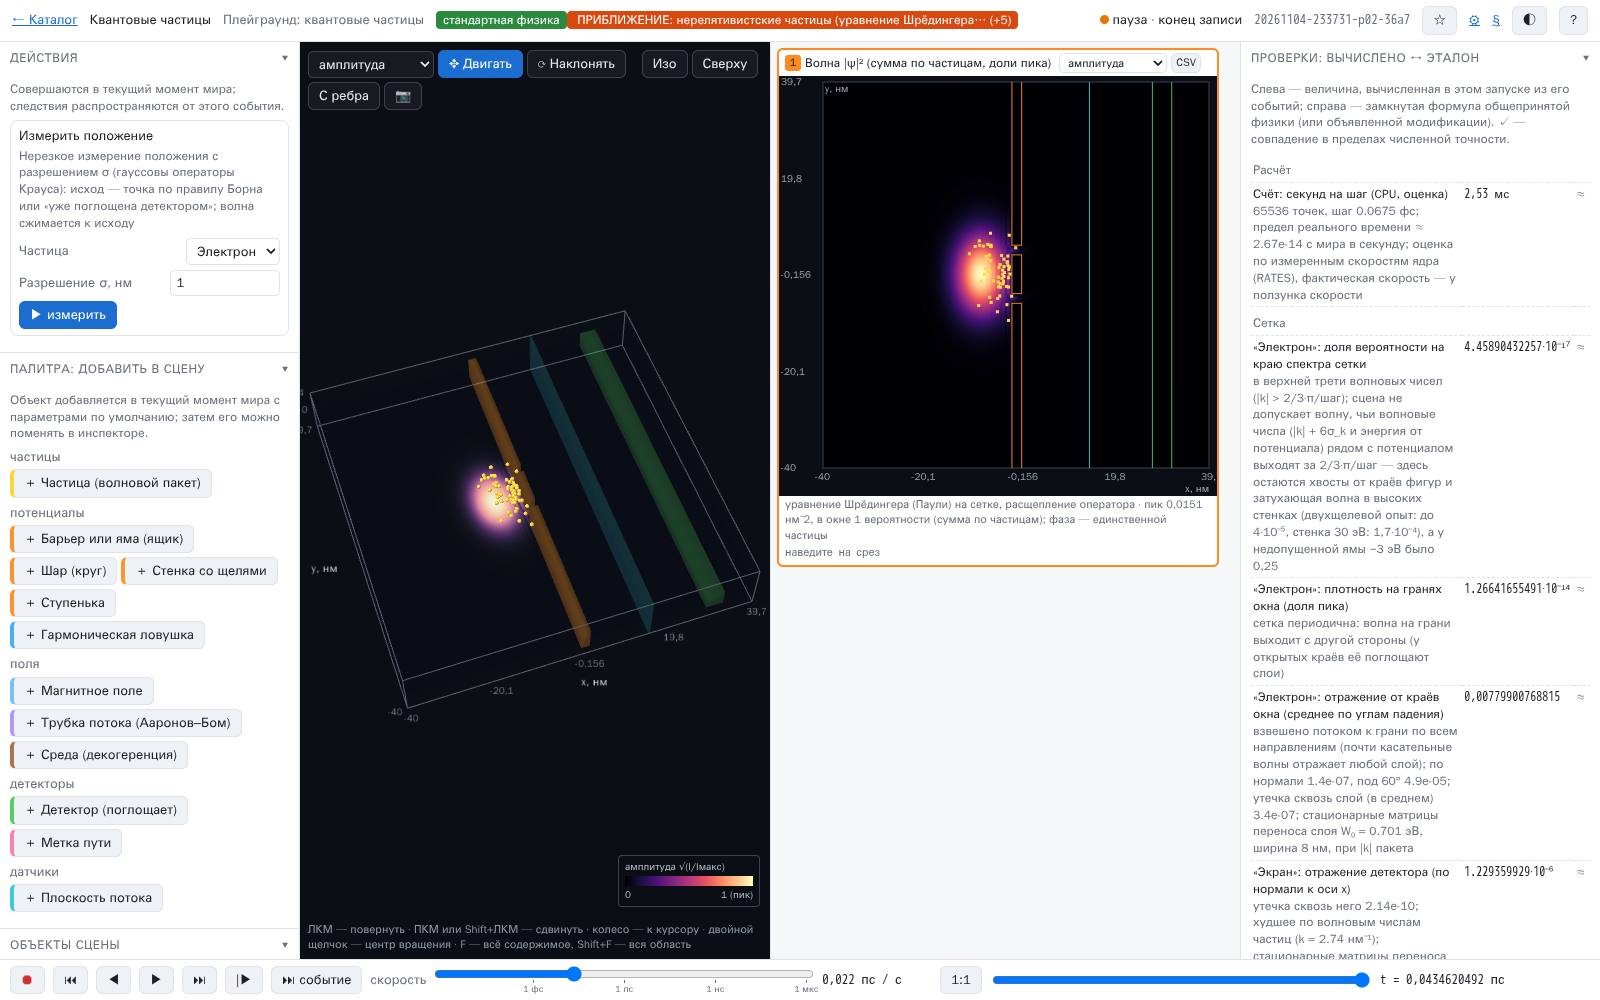 ← Каталог Квантовые частицы Плейграунд: квантовые частицы стандартная физика ПРИБЛИЖЕНИЕ: нерелятивистские частицы (уравнение Шрёдингера··· (+5) пауза · конец записи 20261104-233731-p02-36a7 ☆ ⚙ § ◐ ?
ДЕЙСТВИЯ ▼
Совершаются в текущий момент мира;
следствия распространяются от этого события.
Измерить положение
Нерезкое измерение положения с
разрешением σ (гауссовы операторы
Крауса): исход — точка по правилу Борна
или «уже поглощена детектором»; волна
сжимается к исходу
Частица Электрон
Разрешение σ, нм 1
▶ измерить
ПАЛИТРА: ДОБАВИТЬ В СЦЕНУ ▼
Объект добавляется в текущий момент мира с
параметрами по умолчанию; затем его можно
поменять в инспекторе.
частицы
+ Частица (волновой пакет)
потенциалы
+ Барьер или яма (ящик)
+ Шар (круг) + Стенка со щелями
+ Ступенька
+ Гармоническая ловушка
поля
+ Магнитное поле
+ Трубка потока (Ааронов–Бом)
+ Среда (декогеренция)
детекторы
+ Детектор (поглощает)
+ Метка пути
датчики
+ Плоскость потока
ОБЪЕКТЫ СЦЕНЫ ▼
амплитуда ✥ Двигать ⟳ Наклонять Изо Сверху
С ребра 📷
y, нм
39,7
19,8
-0,156
x, нм
-20,1
-40
-40
амплитуда √(I/Iмакс)
0 1 (пик)
ЛКМ — повернуть · ПКМ или Shift+ЛКМ — сдвинуть · колесо — к курсору · двойной
щелчок — центр вращения · F — всё содержимое, Shift+F — вся область
1 Волна |ψ|² (сумма по частицам, доли пика) амплитуда CSV
39,7
y, нм
19,8
-0,156
-20,1
-40
-40 -20,1 -0,156 19,8 39,
x, нм
уравнение Шрёдингера (Паули) на сетке, расщепление оператора · пик 0,0151
нм⁻2, в окне 1 вероятности (сумма по частицам); фаза — единственной
частицы
наведите на срез
ПРОВЕРКИ: ВЫЧИСЛЕНО ↔ ЭТАЛОН ▼
Слева — величина, вычисленная в этом запуске из его
событий; справа — замкнутая формула общепринятой
физики (или объявленной модификации). ✓ —
совпадение в пределах численной точности.
Расчёт
Счёт: секунд на шаг (CPU, оценка) 2,53 мс ≈
65536 точек, шаг 0.0675 фс;
предел реального времени ≈
2.67e-14 с мира в секунду; оценка
по измеренным скоростям ядра
(RATES), фактическая скорость — у
ползунка скорости
Сетка
«Электрон»: доля вероятности на 4.45890432257·10⁻¹⁷ ≈
краю спектра сетки
в верхней трети волновых чисел
(|k| > 2/3·π/шаг); сцена не
допускает волну, чьи волновые
числа (|k| + 6σ_k и энергия от
потенциала) рядом с потенциалом
выходят за 2/3·π/шаг — здесь
остаются хвосты от краёв фигур и
затухающая волна в высоких
стенках (двухщелевой опыт: до
4·10⁻⁵, стенка 30 эВ: 1,7·10⁻⁴), а у
недопущенной ямы −3 эВ было
0,25
«Электрон»: плотность на гранях 1.26641655491·10⁻¹⁴ ≈
окна (доля пика)
сетка периодична: волна на грани
выходит с другой стороны (у
открытых краёв её поглощают
слои)
«Электрон»: отражение от краёв 0,00779900768815 ≈
окна (среднее по углам падения)
взвешено потоком к грани по всем
направлениям (почти касательные
волны отражает любой слой); по
нормали 1.4e-07, под 60° 4.9e-05;
утечка сквозь слой (в среднем)
3.4e-07; стационарные матрицы
переноса слоя W₀ = 0.701 эВ,
ширина 8 нм, при |k| пакета
«Экран»: отражение детектора (по 1.229359929·10⁻⁶ ≈
нормали к оси x)
утечка сквозь него 2.14e-10;
худшее по волновым числам
частиц (k = 2.74 нм⁻¹);
стационарные матрицы переноса
⏺ ⏮ ◀ ▶ ⏭ |▶ ⏭ событие скорость 0,022 пс / с 1:1 t = 0,0434620492 пс
1 фс 1 пс 1 нс 1 мкс